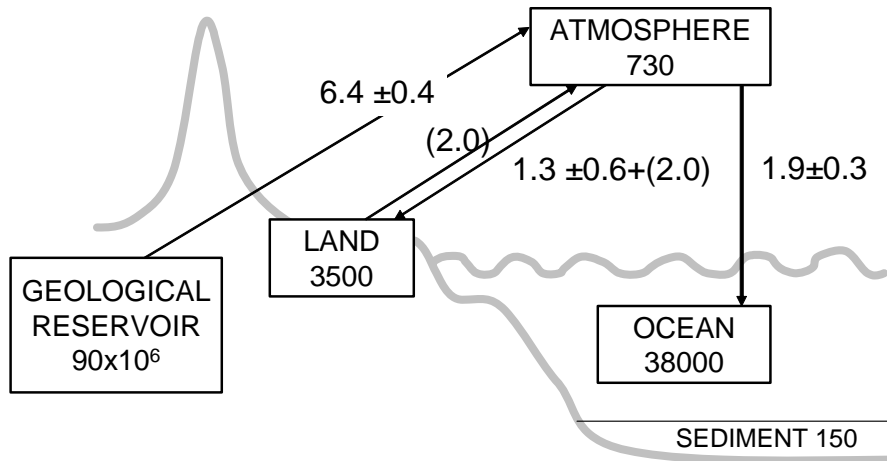 ATMOSPHERE
730
6.4 ±0.4
(2.0)
1.3 ±0.6+(2.0)
1.9±0.3
LAND
3500
GEOLOGICAL
RESERVOIR
90x10⁶
OCEAN
38000
SEDIMENT 150